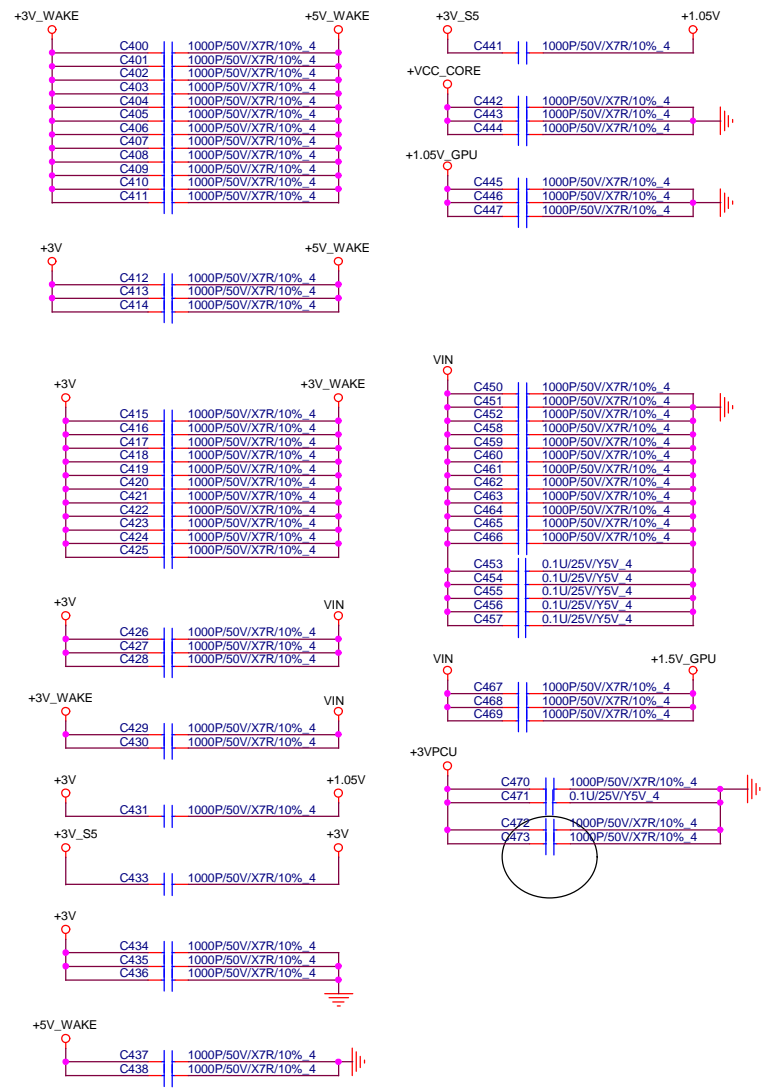 +3V_WAKE +5V_WAKE
C400 1000P/50V/X7R/10%_4
C401 1000P/50V/X7R/10%_4
C402 1000P/50V/X7R/10%_4
C403 1000P/50V/X7R/10%_4
C404 1000P/50V/X7R/10%_4
C405 1000P/50V/X7R/10%_4
C406 1000P/50V/X7R/10%_4
C407 1000P/50V/X7R/10%_4
C408 1000P/50V/X7R/10%_4
C409 1000P/50V/X7R/10%_4
C410 1000P/50V/X7R/10%_4
C411 1000P/50V/X7R/10%_4
+3V +5V_WAKE
C412 1000P/50V/X7R/10%_4
C413 1000P/50V/X7R/10%_4
C414 1000P/50V/X7R/10%_4
+3V +3V_WAKE
C415 1000P/50V/X7R/10%_4
C416 1000P/50V/X7R/10%_4
C417 1000P/50V/X7R/10%_4
C418 1000P/50V/X7R/10%_4
C419 1000P/50V/X7R/10%_4
C420 1000P/50V/X7R/10%_4
C421 1000P/50V/X7R/10%_4
C422 1000P/50V/X7R/10%_4
C423 1000P/50V/X7R/10%_4
C424 1000P/50V/X7R/10%_4
C425 1000P/50V/X7R/10%_4
+3V VIN
C426 1000P/50V/X7R/10%_4
C427 1000P/50V/X7R/10%_4
C428 1000P/50V/X7R/10%_4
+3V_WAKE VIN
C429 1000P/50V/X7R/10%_4
C430 1000P/50V/X7R/10%_4
+3V +1.05V
C431 1000P/50V/X7R/10%_4
+3V_S5 +3V
C433 1000P/50V/X7R/10%_4
+3V
C434 1000P/50V/X7R/10%_4
C435 1000P/50V/X7R/10%_4
C436 1000P/50V/X7R/10%_4
+5V_WAKE
C437 1000P/50V/X7R/10%_4
C438 1000P/50V/X7R/10%_4
+3V_S5 +1.05V
C441 1000P/50V/X7R/10%_4
+VCC_CORE
C442 1000P/50V/X7R/10%_4
C443 1000P/50V/X7R/10%_4
C444 1000P/50V/X7R/10%_4
+1.05V_GPU
C445 1000P/50V/X7R/10%_4
C446 1000P/50V/X7R/10%_4
C447 1000P/50V/X7R/10%_4
VIN
C450 1000P/50V/X7R/10%_4
C451 1000P/50V/X7R/10%_4
C452 1000P/50V/X7R/10%_4
C458 1000P/50V/X7R/10%_4
C459 1000P/50V/X7R/10%_4
C460 1000P/50V/X7R/10%_4
C461 1000P/50V/X7R/10%_4
C462 1000P/50V/X7R/10%_4
C463 1000P/50V/X7R/10%_4
C464 1000P/50V/X7R/10%_4
C465 1000P/50V/X7R/10%_4
C466 1000P/50V/X7R/10%_4
C453 0.1U/25V/Y5V_4
C454 0.1U/25V/Y5V_4
C455 0.1U/25V/Y5V_4
C456 0.1U/25V/Y5V_4
C457 0.1U/25V/Y5V_4
VIN +1.5V_GPU
C467 1000P/50V/X7R/10%_4
C468 1000P/50V/X7R/10%_4
C469 1000P/50V/X7R/10%_4
+3VPCU
C470 1000P/50V/X7R/10%_4
C471 0.1U/25V/Y5V_4
C472 1000P/50V/X7R/10%_4
C473 1000P/50V/X7R/10%_4